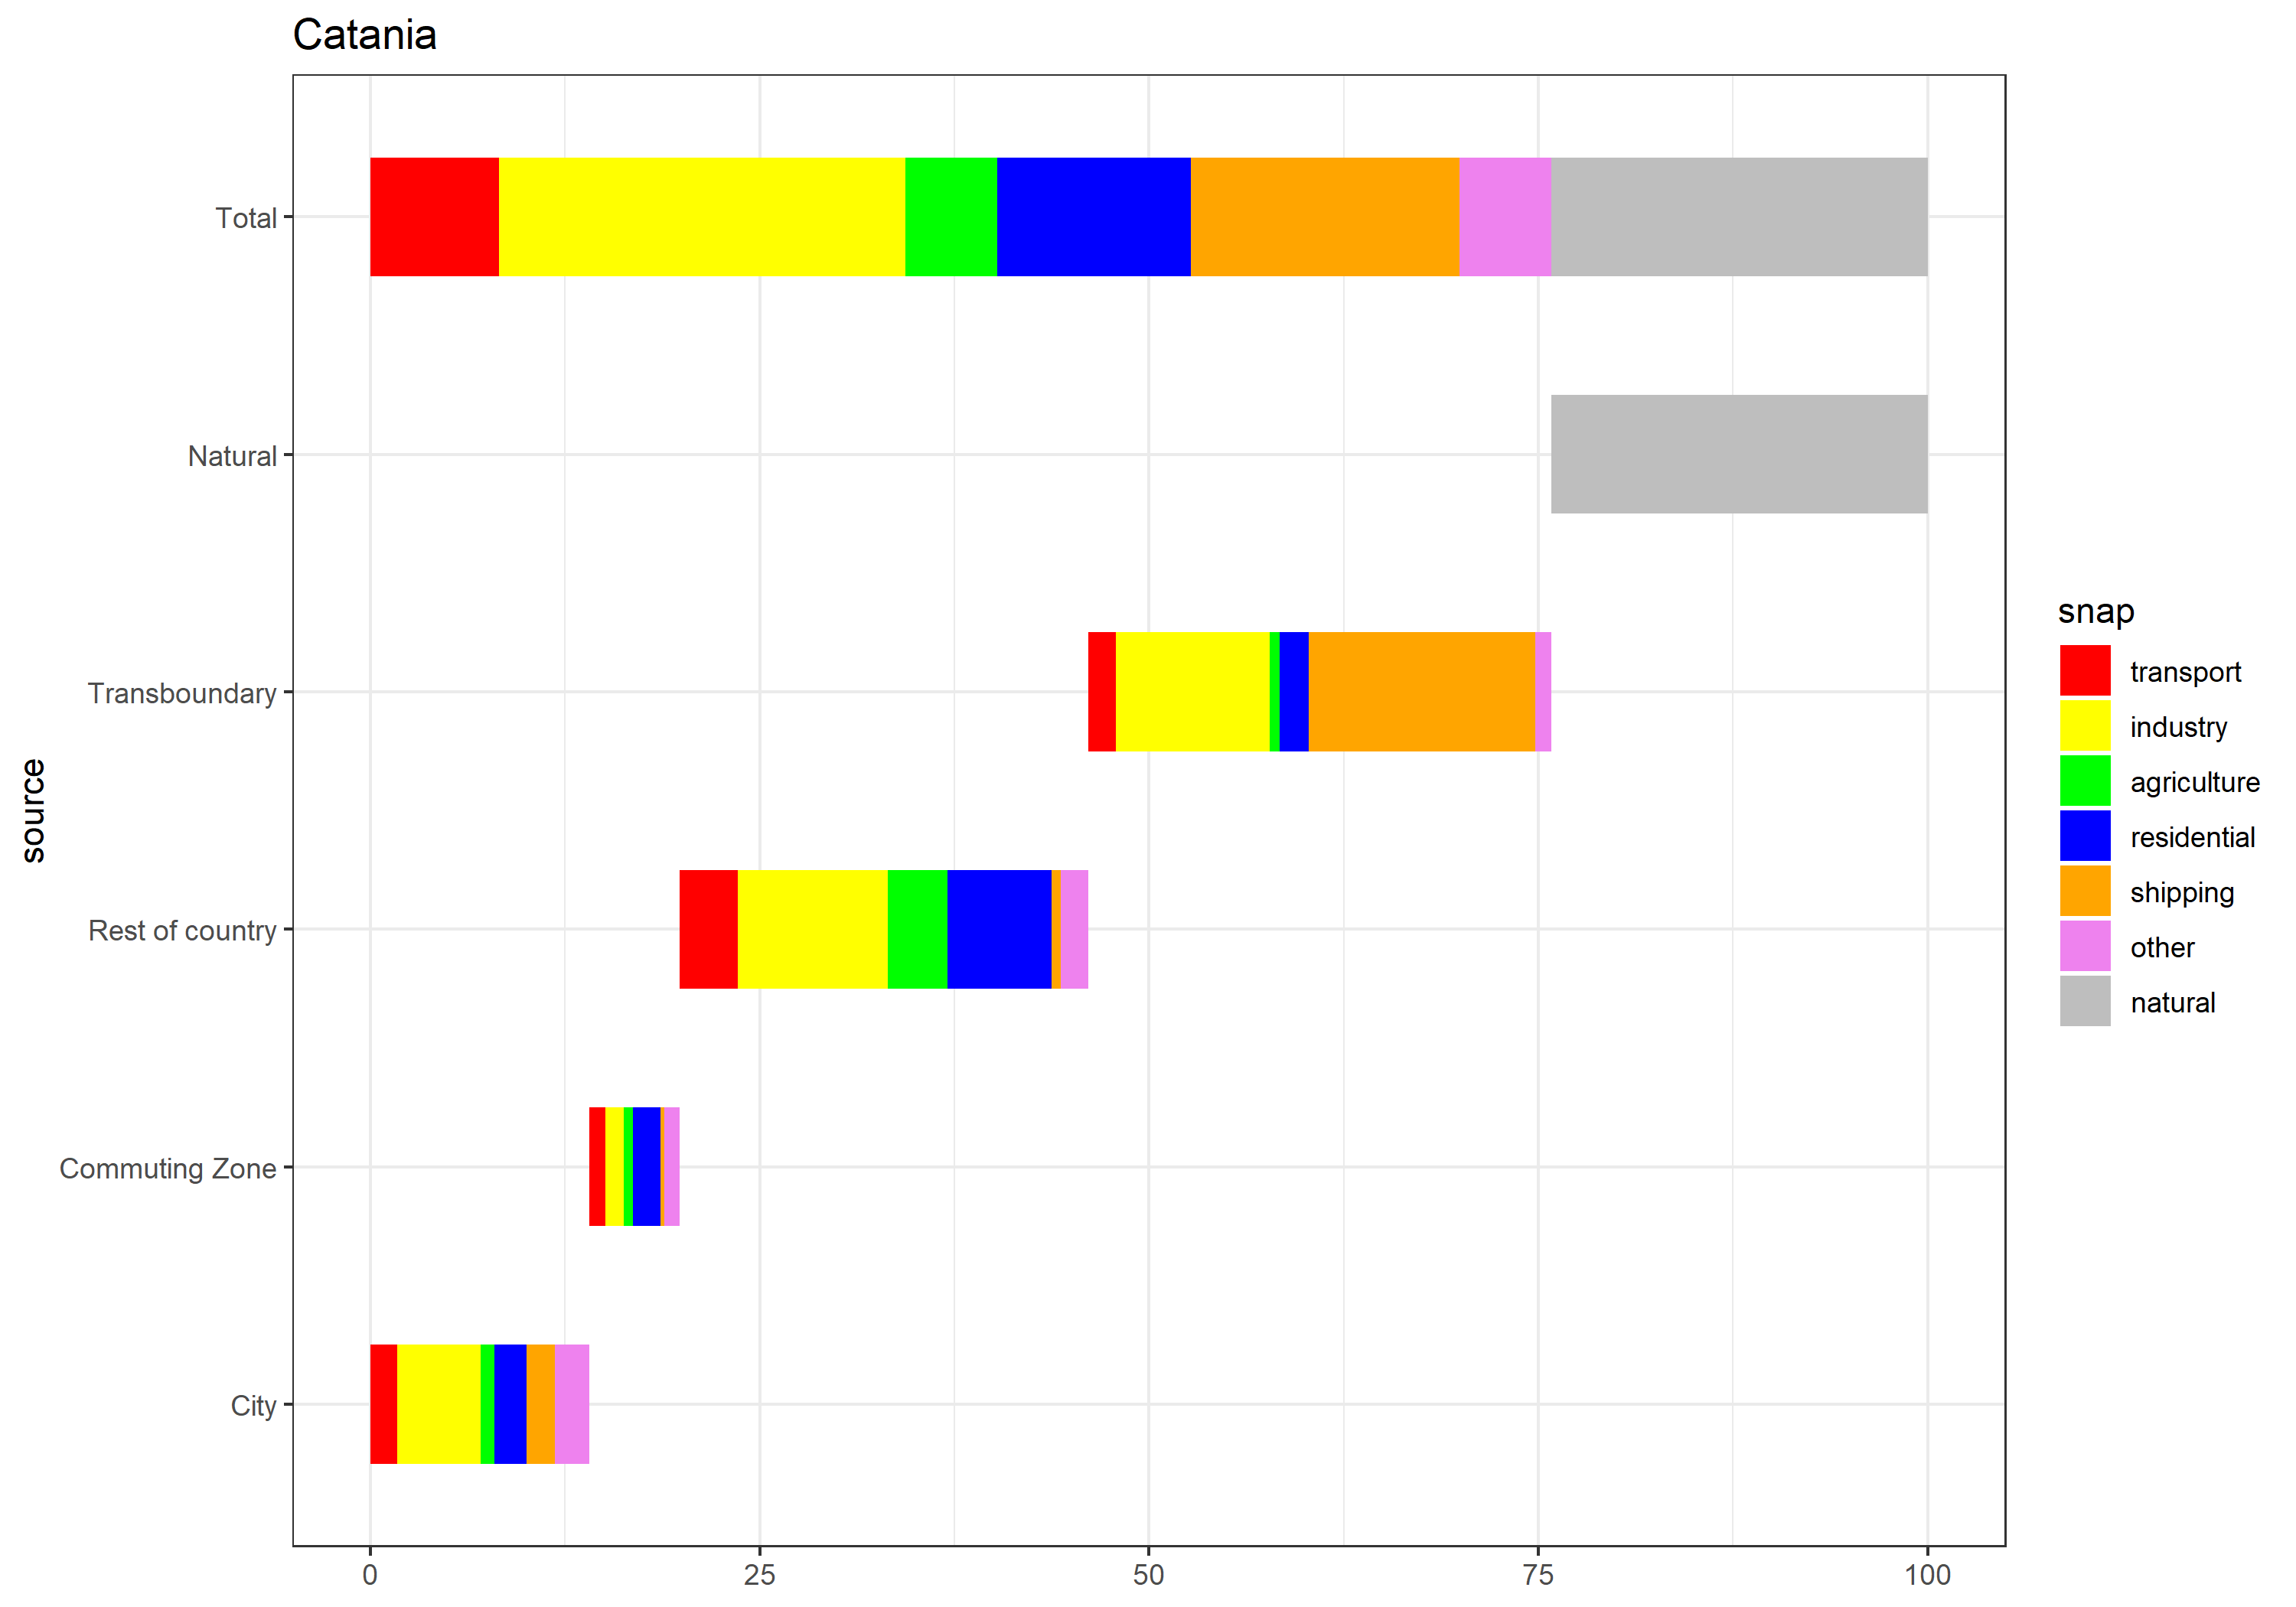 Catania
Total
Natural
Transboundary
Rest of country
Commuting Zone
City
source
0 25 50 75 100
snap
transport
industry
agriculture
residential
shipping
other
natural